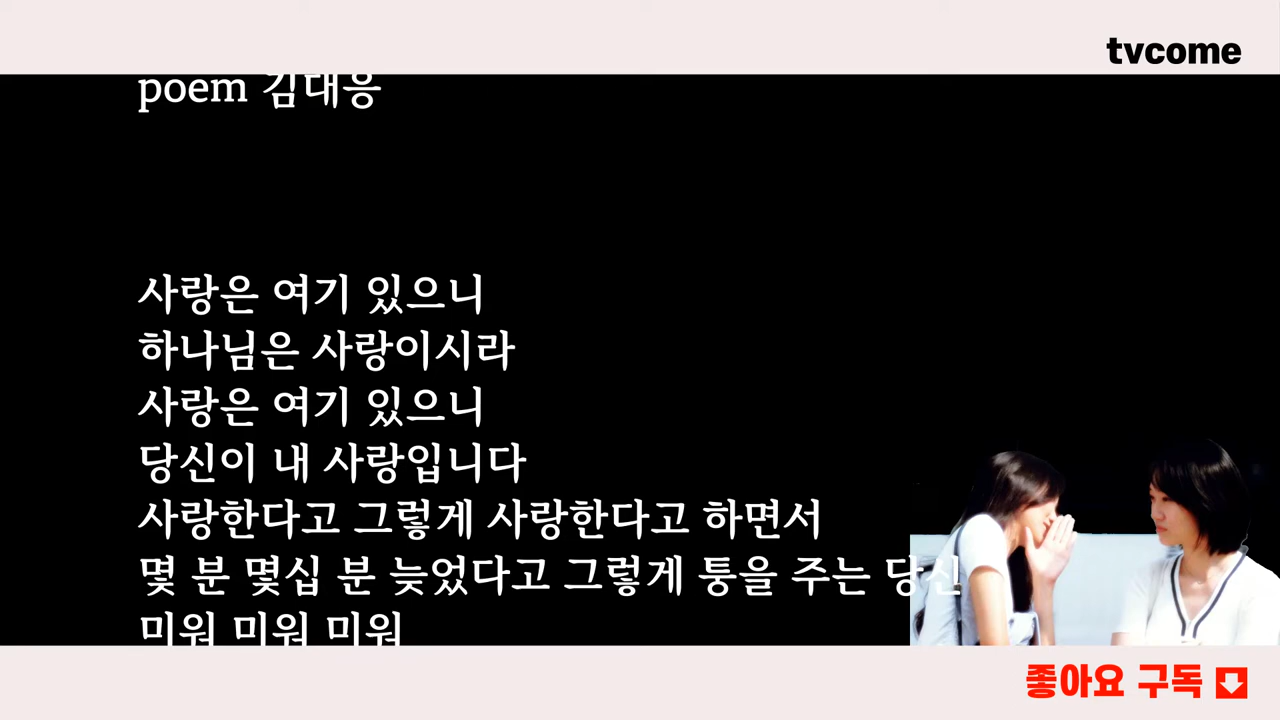 tvcome
poem 김대응
사랑은 여기 있으니
하나님은 사랑이시라
사랑은 여기 있으니
당신이 내 사랑입니다
사랑한다고 그렇게 사랑한다고 하면서
몇 분 몇십 분 늦었다고 그렇게 퉁을 주는 당신
미워 미워 미워
좋아요 구독